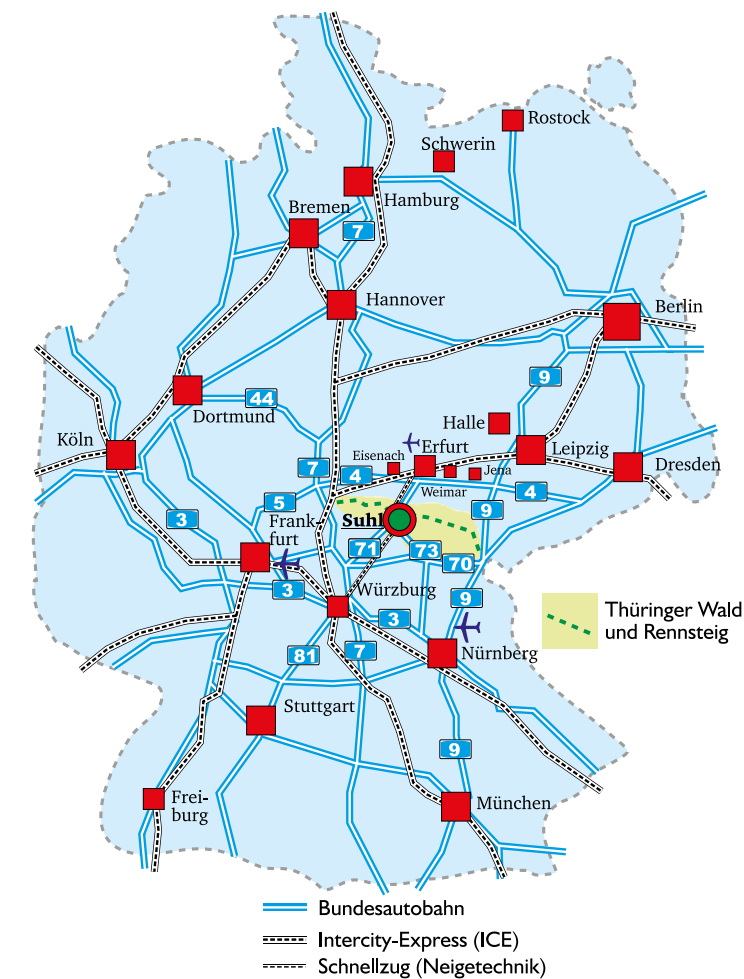 Rostock
Schwerin
Hamburg
Bremen
7
Hannover
Berlin
9
44
Dortmund
Halle
Köln
Eisenach
Erfurt
Leipzig
7
4
Jena
Dresden
Weimar
4
5
3
Frank-
furt
Suhl
9
71
73
70
3
Würzburg
9
3
Thüringer Wald
und Rennsteig
81
7
Nürnberg
Stuttgart
9
Frei-
burg
München
Bundesautobahn
Intercity-Express (ICE)
Schnellzug (Neigetechnik)